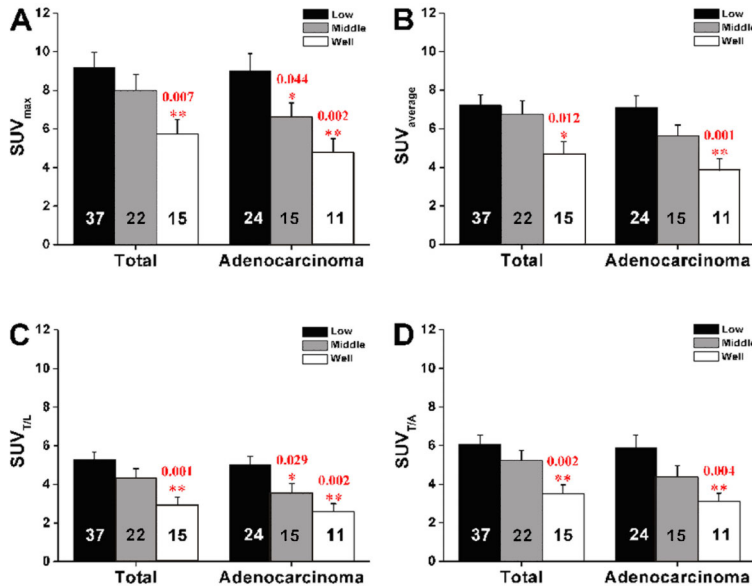 A
12
10
8
6
4
2
0
SUVmax
Low
Middle
Well
0.007
**
0.044
*
0.002
**
37
22
15
24
15
11
Total
Adenocarcinoma
B
12
10
8
6
4
2
0
SUVaverage
Low
Middle
Well
0.012
*
0.001
**
37
22
15
24
15
11
Total
Adenocarcinoma
C
12
10
8
6
4
2
0
SUVT/L
Low
Middle
Well
0.001
**
0.029
*
0.002
**
37
22
15
24
15
11
Total
Adenocarcinoma
D
12
10
8
6
4
2
0
SUVT/A
Low
Middle
Well
0.002
**
0.004
**
37
22
15
24
15
11
Total
Adenocarcinoma